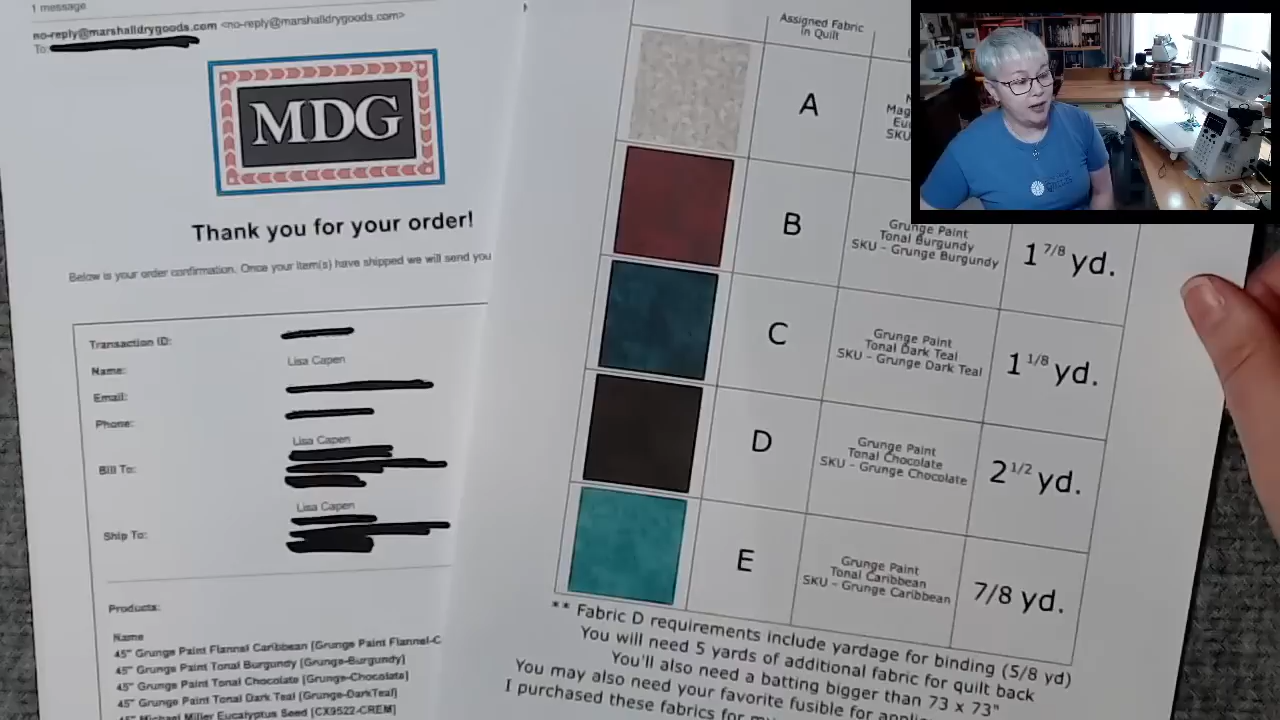 1 message
no-reply@marshalldrygoods.com <no-reply@marshalldrygoods.com>
To:
MDG
Thank you for your order!
Below is your order confirmation. Once your item(s) have shipped we will send you
Transaction ID:
Name: Lisa Capen
Email:
Phone:
Bill To: Lisa Capen
Ship To: Lisa Capen
Products:
Name
45" Grunge Paint Flannel Caribbean [Grunge Paint Flannel-C
45" Grunge Paint Tonal Burgundy [Grunge-Burgundy]
45" Grunge Paint Tonal Chocolate [Grunge-Chocolate]
45" Grunge Paint Tonal Dark Teal [Grunge-DarkTeal]
45" Michael Miller Eucalyptus Seed [CX9522-CREM]
Assigned Fabric
in Quilt
A
Mag
Eu
SKU
B
Grunge Paint
Tonal Burgundy
SKU - Grunge Burgundy
1 7/8 yd.
C
Grunge Paint
Tonal Dark Teal
SKU - Grunge Dark Teal
1 1/8 yd.
D
Grunge Paint
Tonal Chocolate
SKU - Grunge Chocolate
2 1/2 yd.
E
Grunge Paint
Tonal Caribbean
SKU - Grunge Caribbean
7/8 yd.
** Fabric D requirements include yardage for binding (5/8 yd)
You will need 5 yards of additional fabric for quilt back
You'll also need a batting bigger than 73 x 73"
You may also need your favorite fusible for
I purchased these fabrics for